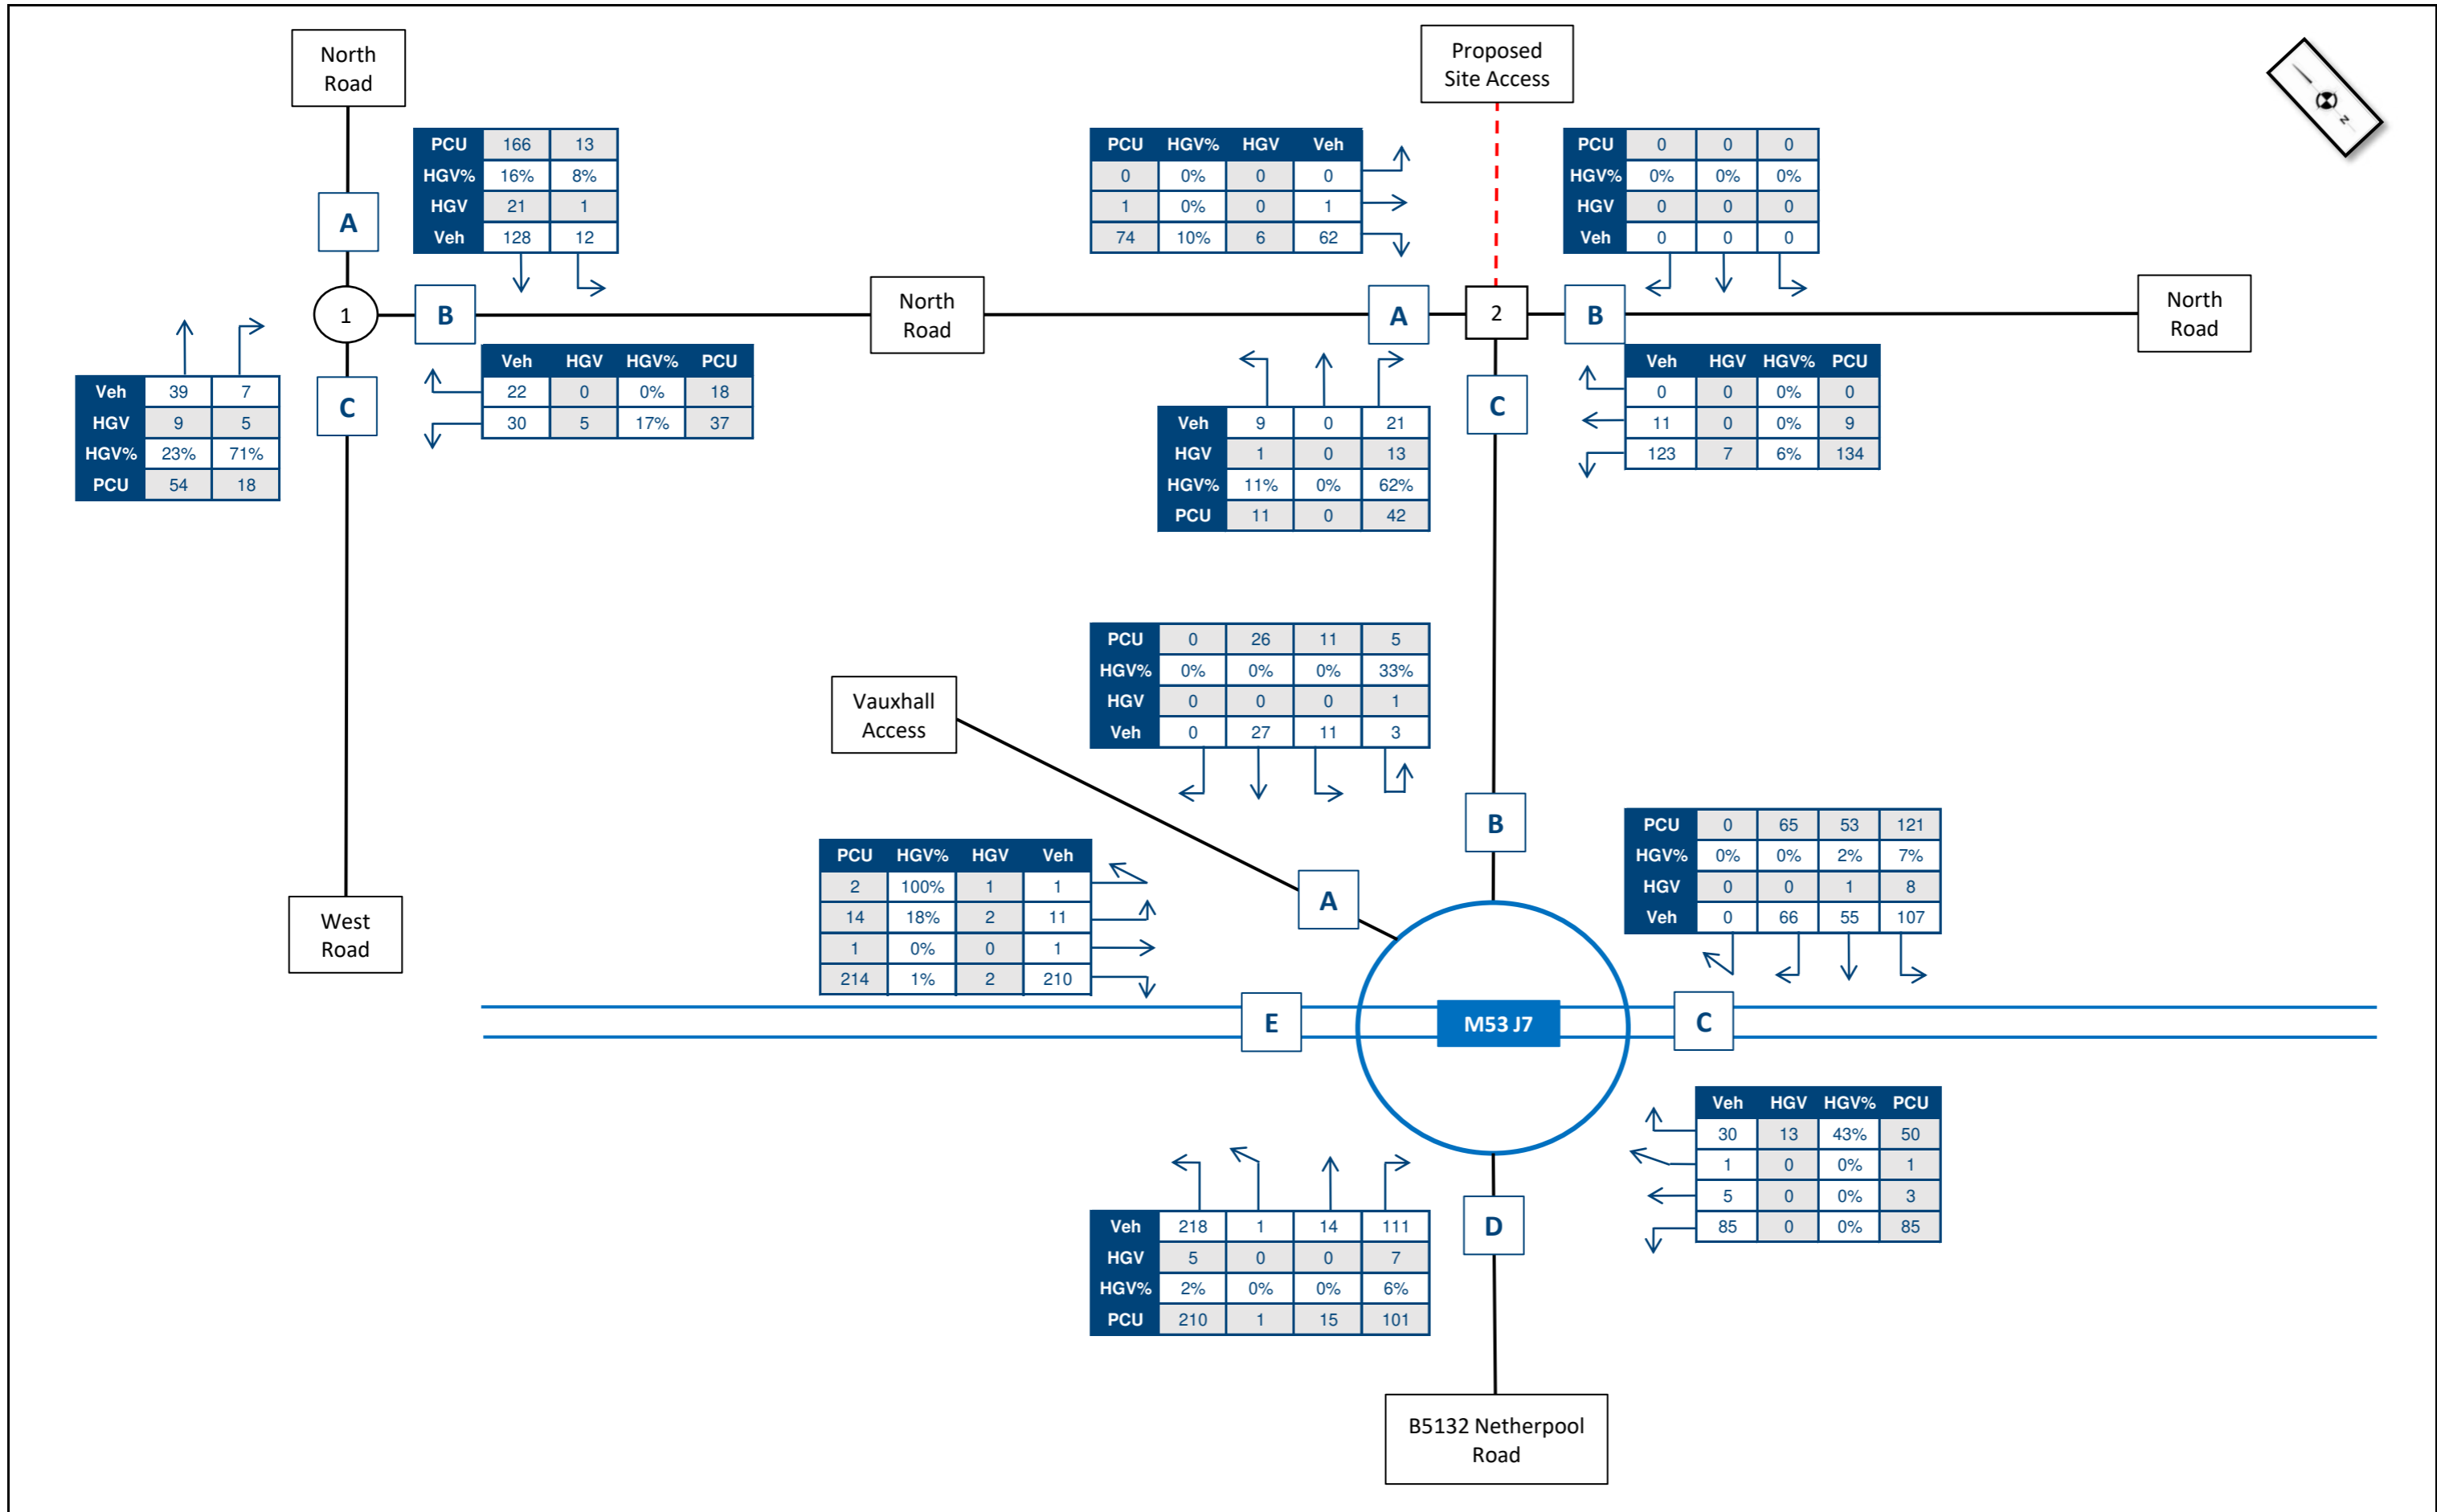 North
Road
Proposed
Site Access
N
PCU 166 13
HGV% 16% 8%
HGV 21 1
Veh 128 12
PCU HGV% HGV Veh
0 0% 0 0
1 0% 0 1
74 10% 6 62
PCU 0 0 0
HGV% 0% 0% 0%
HGV 0 0 0
Veh 0 0 0
A
1
B
North
Road
A
2
B
North
Road
Veh 39 7
HGV 9 5
HGV% 23% 71%
PCU 54 18
C
Veh HGV HGV% PCU
22 0 0% 18
30 5 17% 37
Veh 9 0 21
HGV 1 0 13
HGV% 11% 0% 62%
PCU 11 0 42
C
Veh HGV HGV% PCU
0 0 0% 0
11 0 0% 9
123 7 6% 134
PCU 0 26 11 5
HGV% 0% 0% 0% 33%
HGV 0 0 0 1
Veh 0 27 11 3
Vauxhall
Access
B
PCU HGV% HGV Veh
2 100% 1 1
14 18% 2 11
1 0% 0 1
214 1% 2 210
A
PCU 0 65 53 121
HGV% 0% 0% 2% 7%
HGV 0 0 1 8
Veh 0 66 55 107
West
Road
E
M53 J7
C
Veh HGV HGV% PCU
30 13 43% 50
1 0 0% 1
5 0 0% 3
85 0 0% 85
Veh 218 1 14 111
HGV 5 0 0 7
HGV% 2% 0% 0% 6%
PCU 210 1 15 101
D
B5132 Netherpool
Road